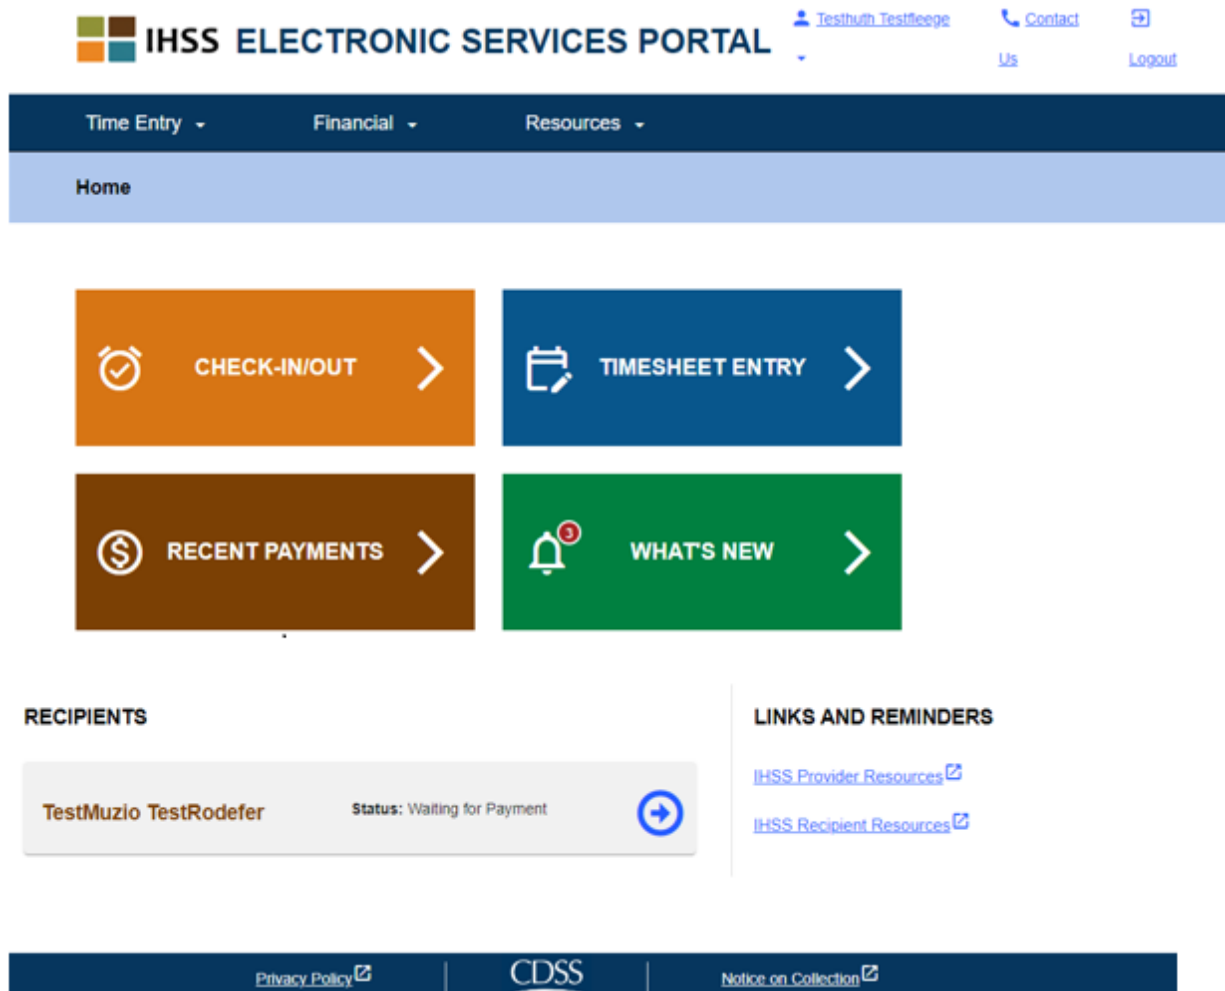 IHSS ELECTRONIC SERVICES PORTAL
Testhuth Testfleege
Contact Us
Logout
Time Entry
Financial
Resources
Home
CHECK-IN/OUT
TIMESHEET ENTRY
RECENT PAYMENTS
3
WHAT'S NEW
RECIPIENTS
TestMuzio TestRodefer
Status: Waiting for Payment
LINKS AND REMINDERS
IHSS Provider Resources
IHSS Recipient Resources
Privacy Policy
CDSS
Notice on Collection